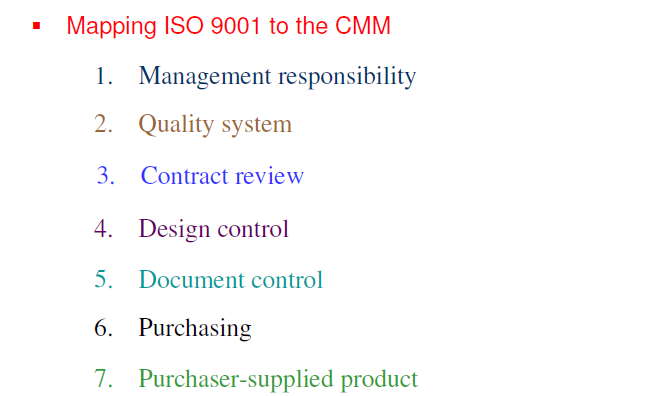 ▪ Mapping ISO 9001 to the CMM
1. Management responsibility
2. Quality system
3. Contract review
4. Design control
5. Document control
6. Purchasing
7. Purchaser-supplied product